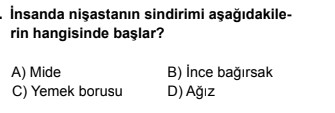 . İnsanda nişastanın sindirimi aşağıdakile-
rin hangisinde başlar?
A) Mide B) İnce bağırsak
C) Yemek borusu D) Ağız